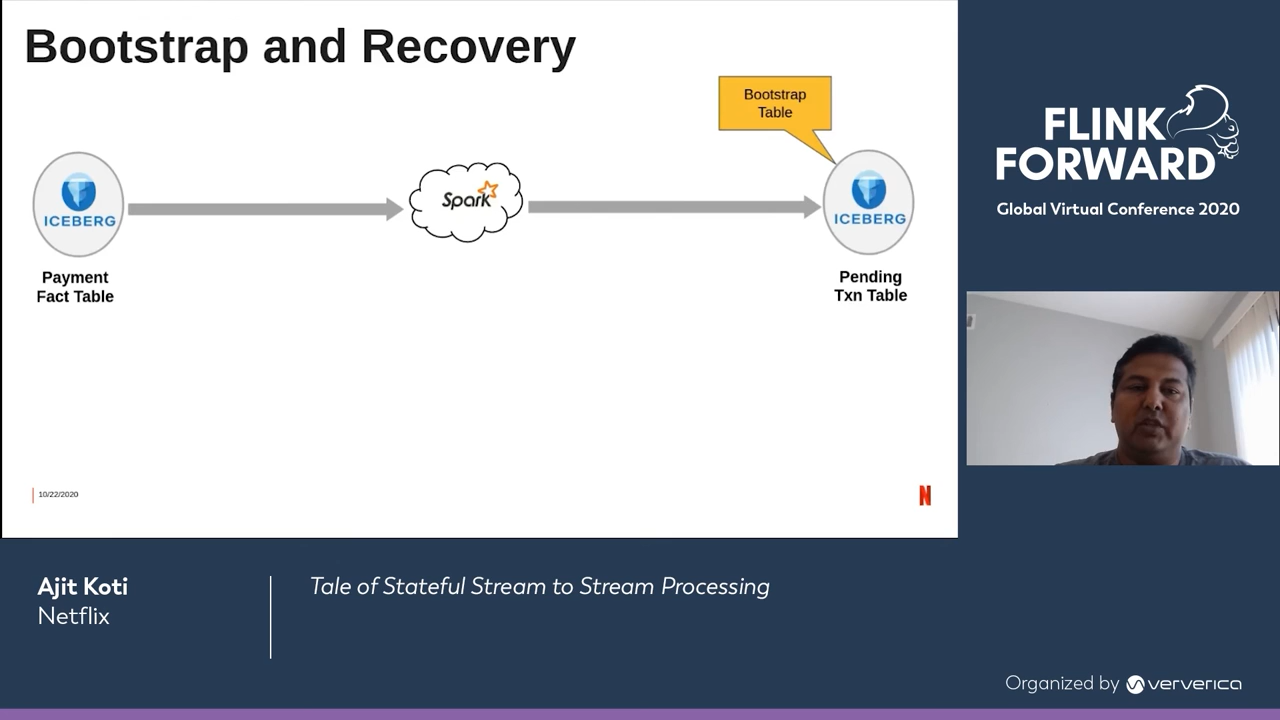 Bootstrap and Recovery
Bootstrap
Table
ICEBERG
Spark
ICEBERG
Payment
Fact Table
Pending
Txn Table
10/22/2020
N
FLINK
FORWARD
Global Virtual Conference 2020
Ajit Koti
Netflix
Tale of Stateful Stream to Stream Processing
Organized by ververica